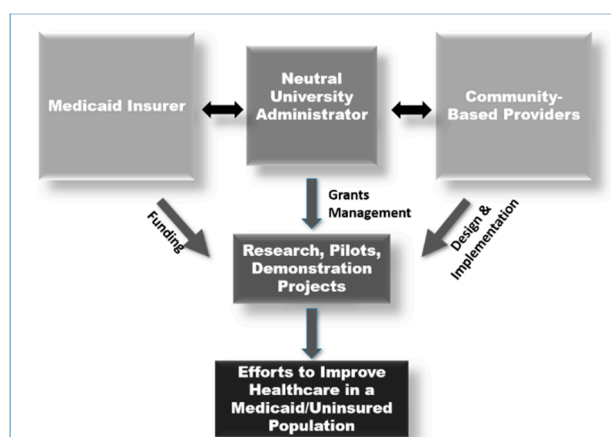 Medicaid Insurer
Neutral
University
Administrator
Community-
Based Providers
Funding
Grants
Management
Design &
Implementation
Research, Pilots,
Demonstration
Projects
Efforts to Improve
Healthcare in a
Medicaid/Uninsured
Population